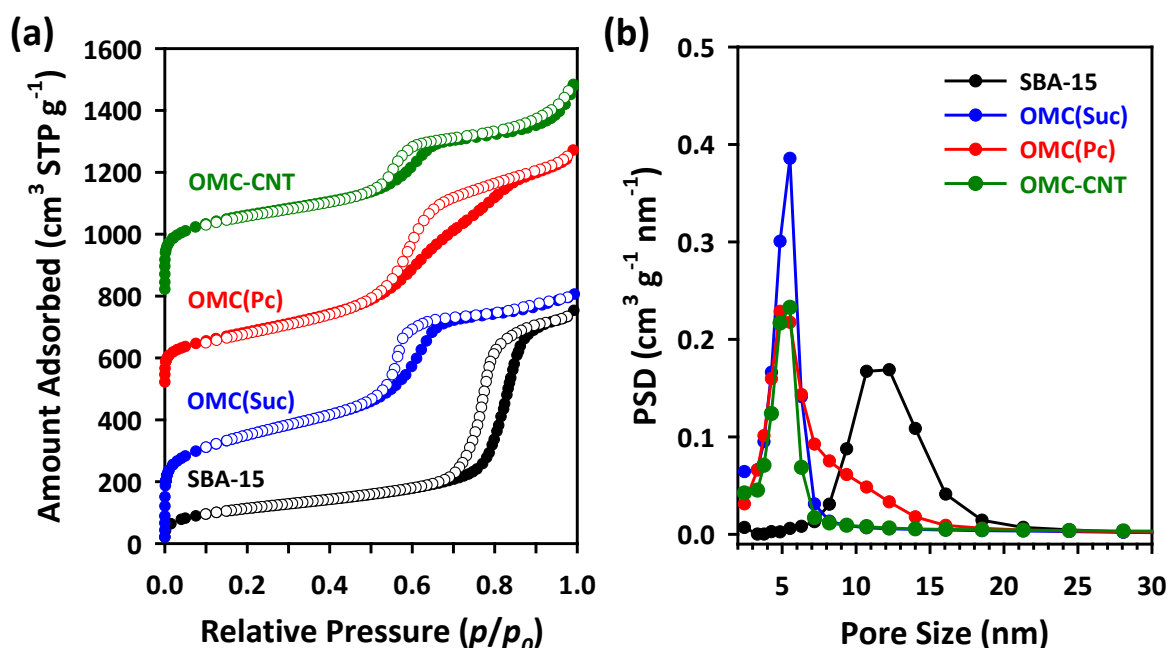 (a)
Amount Adsorbed (cm³ STP g⁻¹)
1600
1400
1200
1000
800
600
400
200
0
OMC-CNT
OMC(Pc)
OMC(Suc)
SBA-15
0.0 0.2 0.4 0.6 0.8 1.0
Relative Pressure (p/p₀)
(b)
PSD (cm³ g⁻¹ nm⁻¹)
0.5
0.4
0.3
0.2
0.1
0.0
SBA-15
OMC(Suc)
OMC(Pc)
OMC-CNT
5 10 15 20 25 30
Pore Size (nm)